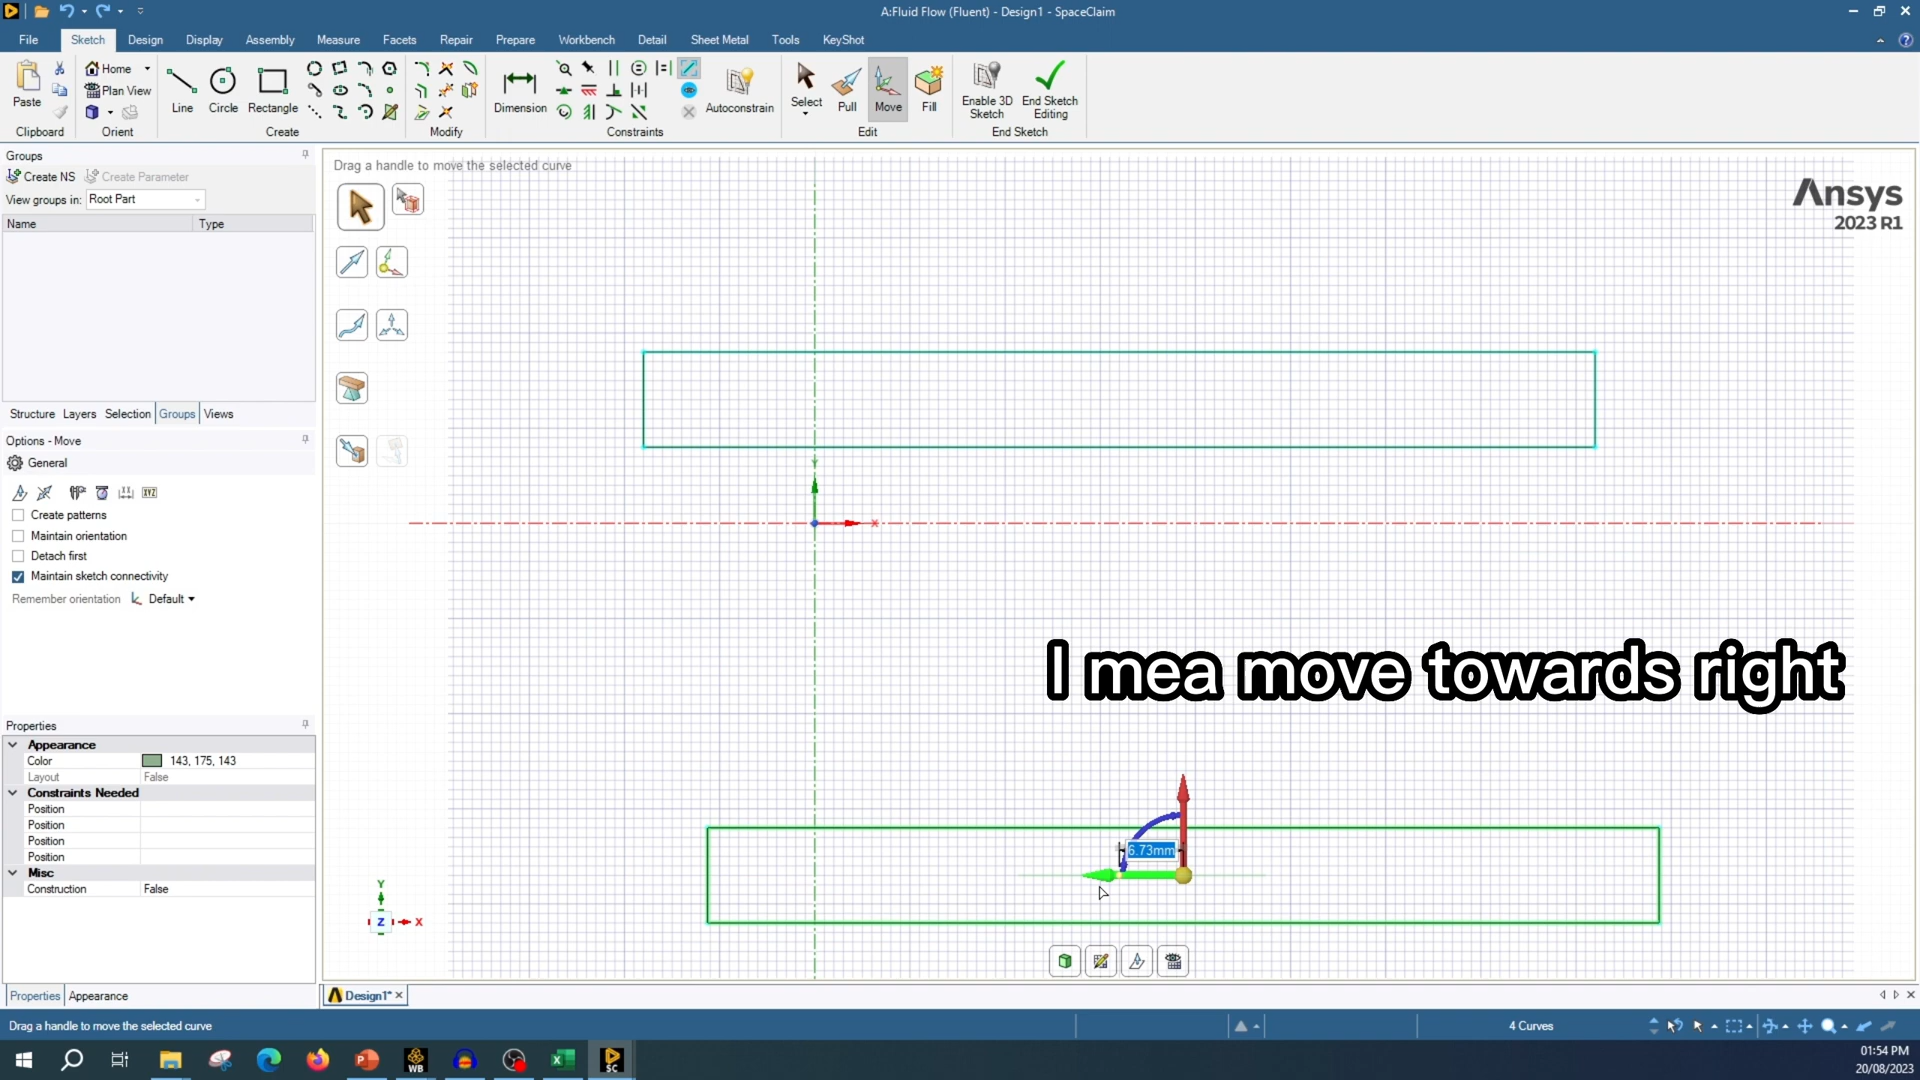 A:Fluid Flow (Fluent) - Design1 - SpaceClaim
File Sketch Design Display Assembly Measure Facets Repair Prepare Workbench Detail Sheet Metal Tools KeyShot
Paste
Clipboard
Home
Plan View
Orient
Line Circle Rectangle
Create
Modify
Dimension
Autoconstrain
Constraints
Select Pull Move Fill
Edit
Enable 3D Sketch
End Sketch Editing
End Sketch
Groups
Create NS Create Parameter
View groups in: Root Part
Name Type
Structure Layers Selection Groups Views
Options - Move
General
XYZ
Create patterns
Maintain orientation
Detach first
Maintain sketch connectivity
Remember orientation Default
Properties
Appearance
Color 143, 175, 143
Layout False
Constraints Needed
Position
Position
Position
Position
Misc
Construction False
Properties Appearance
Drag a handle to move the selected curve
Ansys
2023 R1
Y
X
I mea move towards right
6.73mm
Y
Z X
Design1*
Drag a handle to move the selected curve
4 Curves
WB
SC
01:54 PM
20/08/2023